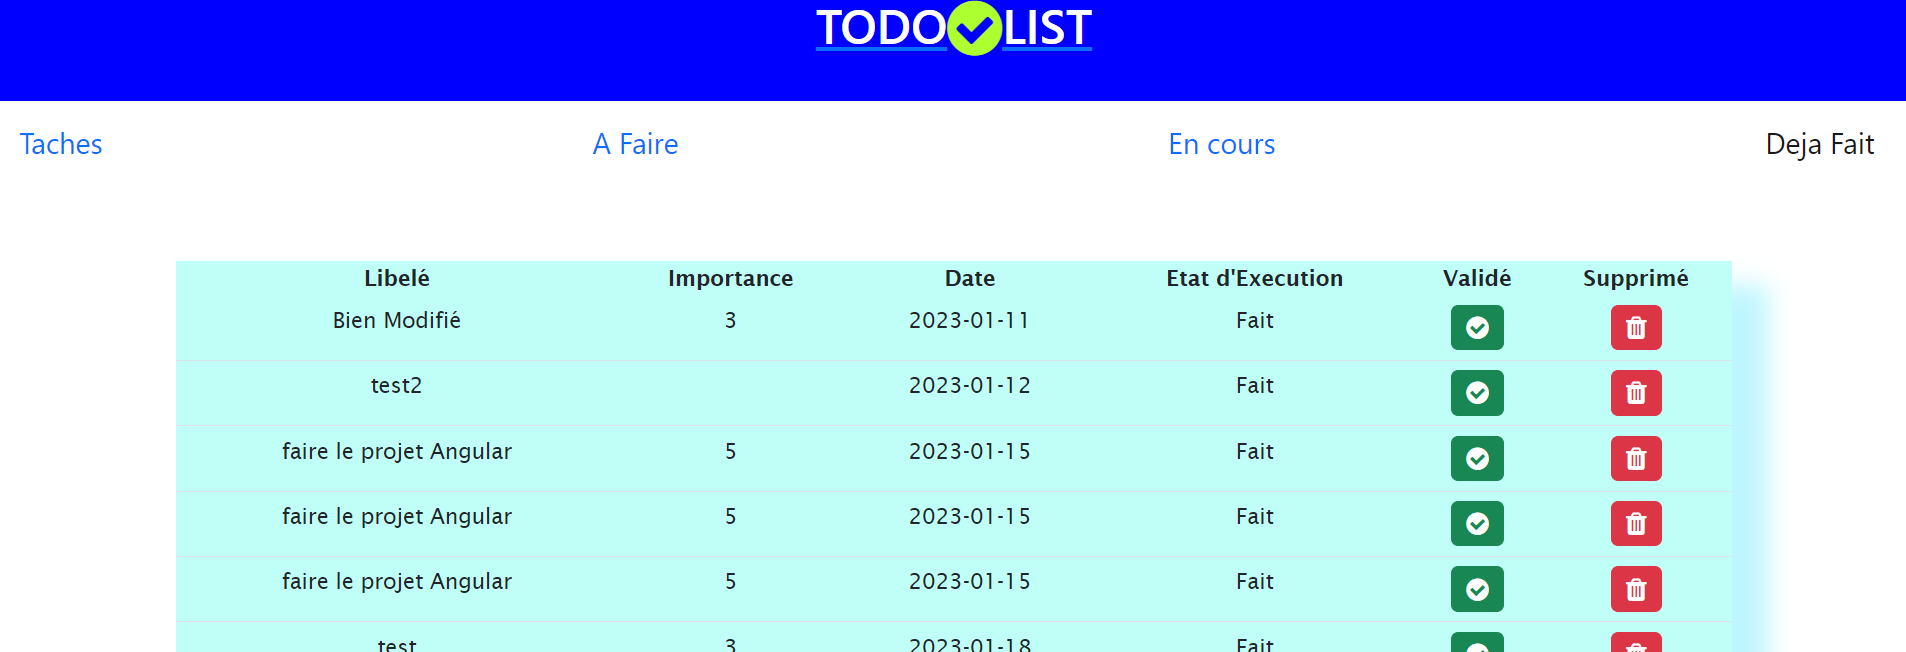 TODO LIST
Taches A Faire En cours Deja Fait
Libelé Importance Date Etat d'Execution Validé Supprimé
Bien Modifié 3 2023-01-11 Fait
test2 2023-01-12 Fait
faire le projet Angular 5 2023-01-15 Fait
faire le projet Angular 5 2023-01-15 Fait
faire le projet Angular 5 2023-01-15 Fait
test 3 2023-01-18 Fait